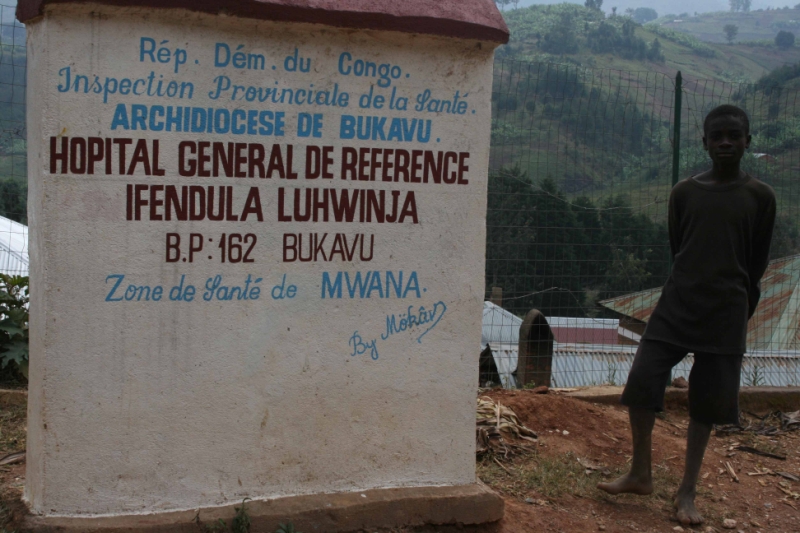 Rép. Dém. du Congo.
Inspection Provinciale de la Santé.
ARCHIDIOCESE DE BUKAVU.
HOPITAL GENERAL DE REFERENCE
IFENDULA LUHWINJA
B.P: 162 BUKAVU
Zone de Santé de MWANA.
By Mökâv